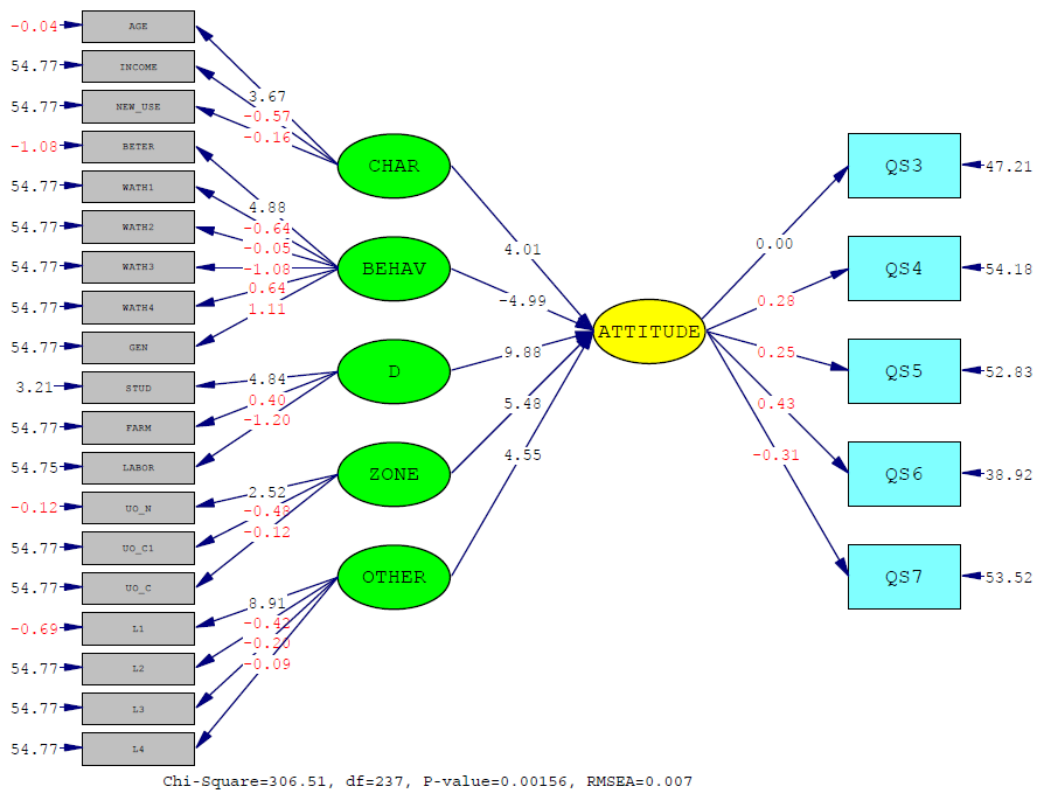 -0.04 AGE
54.77 INCOME
54.77 NEW_USE
-1.08 BETER
54.77 WATH1
54.77 WATH2
54.77 WATH3
54.77 WATH4
54.77 GEN
3.21 STUD
54.77 FARM
54.75 LABOR
-0.12 UO_N
54.77 UO_C1
54.77 UO_C
-0.69 L1
54.77 L2
54.77 L3
54.77 L4
3.67
-0.57
-0.16
4.88
-0.64
-0.05
-1.08
0.64
1.11
4.84
0.40
-1.20
2.52
-0.48
-0.12
8.91
-0.42
-0.20
-0.09
CHAR
BEHAV
D
ZONE
OTHER
4.01
-4.99
9.88
5.48
4.55
ATTITUDE
0.00
0.28
0.25
0.43
-0.31
QS3 47.21
QS4 54.18
QS5 52.83
QS6 38.92
QS7 53.52
Chi-Square=306.51, df=237, P-value=0.00156, RMSEA=0.007